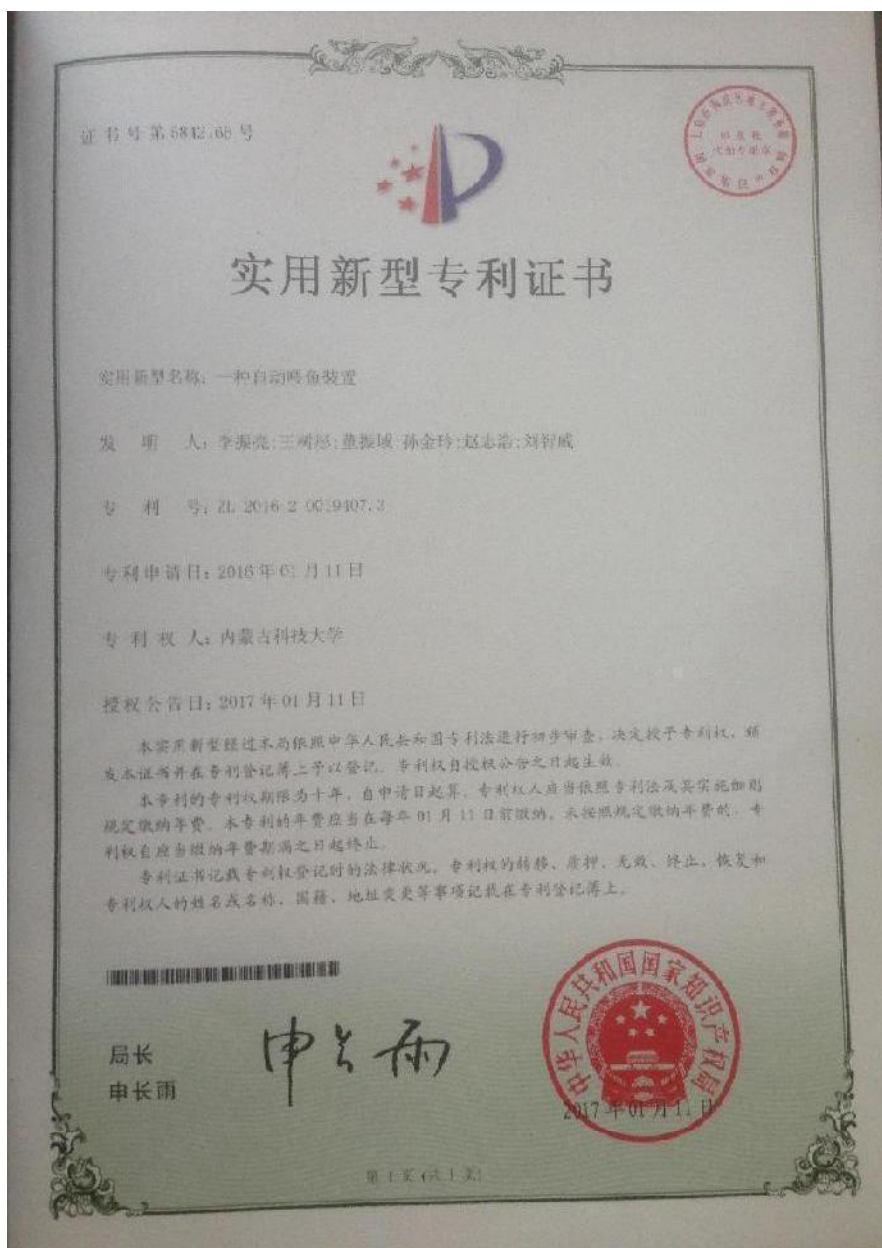 证书号第5842168号
实用新型专利证书
实用新型名称：一种自动喂鱼装置
发 明 人：李振亮;王树彬;董振域 孙金玲;赵志浩;刘智威
专 利 号：ZL 2016 2 0019407.3
专利申请日：2016年01月11日
专 利 权 人：内蒙古科技大学
授权公告日：2017年01月11日
本实用新型经过本局依照中华人民共和国专利法进行初步审查，决定授予专利权，颁
发本证书并在专利登记簿上予以登记。专利权自授权公告之日起生效。
本专利的专利权期限为十年，自申请日起算。专利权人应当依照专利法及其实施细则
规定缴纳年费。本专利的年费应当在每年01月11日前缴纳。未按照规定缴纳年费的，专
利权自应当缴纳年费期满之日起终止。
专利证书记载专利权登记时的法律状况。专利权的转移、质押、无效、终止、恢复和
专利权人的姓名或名称、国籍、地址变更等事项记载在专利登记簿上。
局长
申长雨
申长雨
中华人民共和国国家知识产权局
2017年01月11日
第1页(共1页)